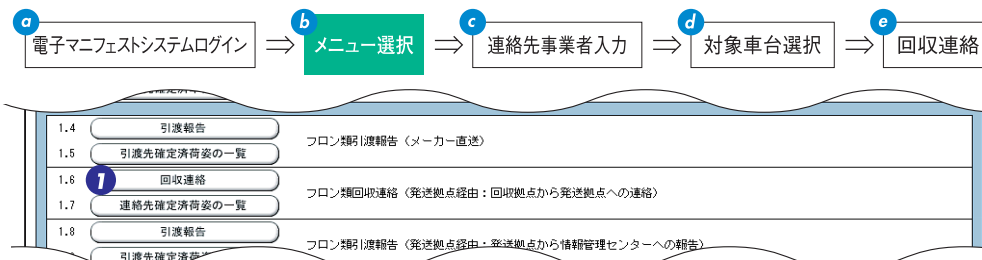 a 電子マニフェストシステムログイン ⇒ b メニュー選択 ⇒ c 連絡先事業者入力 ⇒ d 対象車台選択 ⇒ e 回収連絡
1.4 引渡報告
フロン類引渡報告(メーカー直送)
1.5 引渡先確定済荷姿の一覧
1.6 1 回収連絡
フロン類回収連絡(発送拠点経由:回収拠点から発送拠点への連絡)
1.7 連絡先確定済荷姿の一覧
1.8 引渡報告
フロン類引渡報告(発送拠点経由:発送拠点から情報管理センターへの報告)
引渡先確定済荷姿